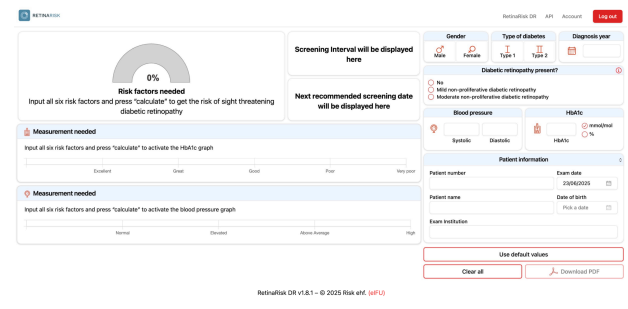 RETINARISK
RetinaRisk DR API Account Log out
0%
Risk factors needed
Input all six risk factors and press "calculate" to get the risk of sight threatening
diabetic retinopathy
Screening Interval will be displayed
here
Next recommended screening date
will be displayed here
Measurement needed
Input all six risk factors and press "calculate" to activate the HbA1c graph
Excellent Great Good Poor Very poor
Measurement needed
Input all six risk factors and press "calculate" to activate the blood pressure graph
Normal Elevated Above Average High
Gender
Male Female
Type of diabetes
Type 1 Type 2
Diagnosis year
Diabetic retinopathy present?
No
Mild non-proliferative diabetic retinopathy
Moderate non-proliferative diabetic retinopathy
Blood pressure
Systolic Diastolic
HbA1c
mmol/mol
%
HbA1c
Patient information
Patient number Exam date
23/06/2025
Patient name Date of birth
Pick a date
Exam Institution
Use default values
Clear all Download PDF
RetinaRisk DR v1.8.1 – © 2025 Risk ehf. (eIFU)